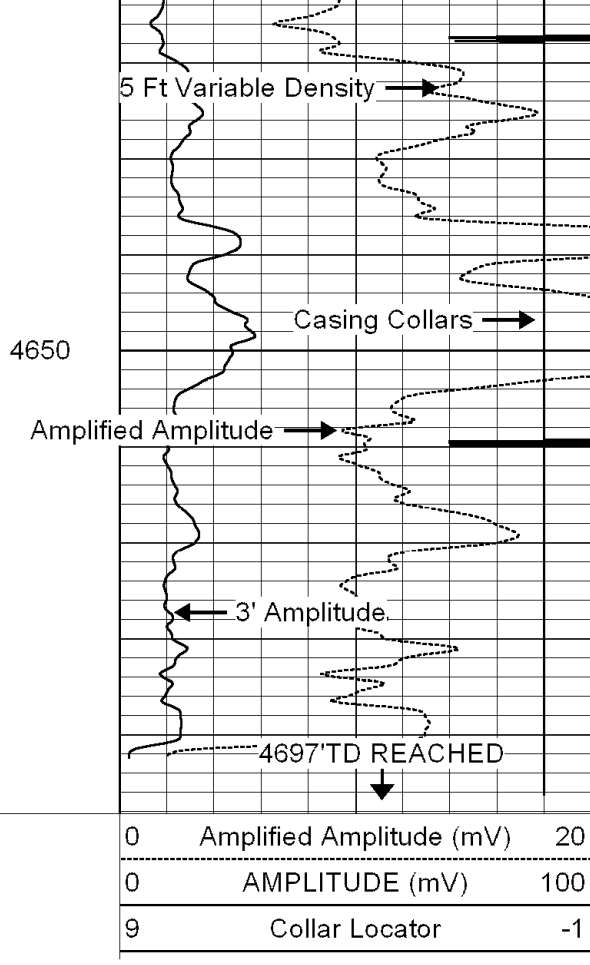 5 Ft Variable Density
Casing Collars
4650
Amplified Amplitude
3' Amplitude
4697'TD REACHED
0 Amplified Amplitude (mV) 20
0 AMPLITUDE (mV) 100
9 Collar Locator -1